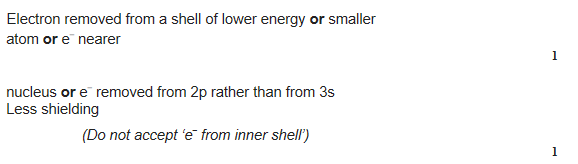 Electron removed from a shell of lower energy or smaller
atom or e⁻ nearer
1
nucleus or e⁻ removed from 2p rather than from 3s
Less shielding
(Do not accept 'e⁻ from inner shell')
1